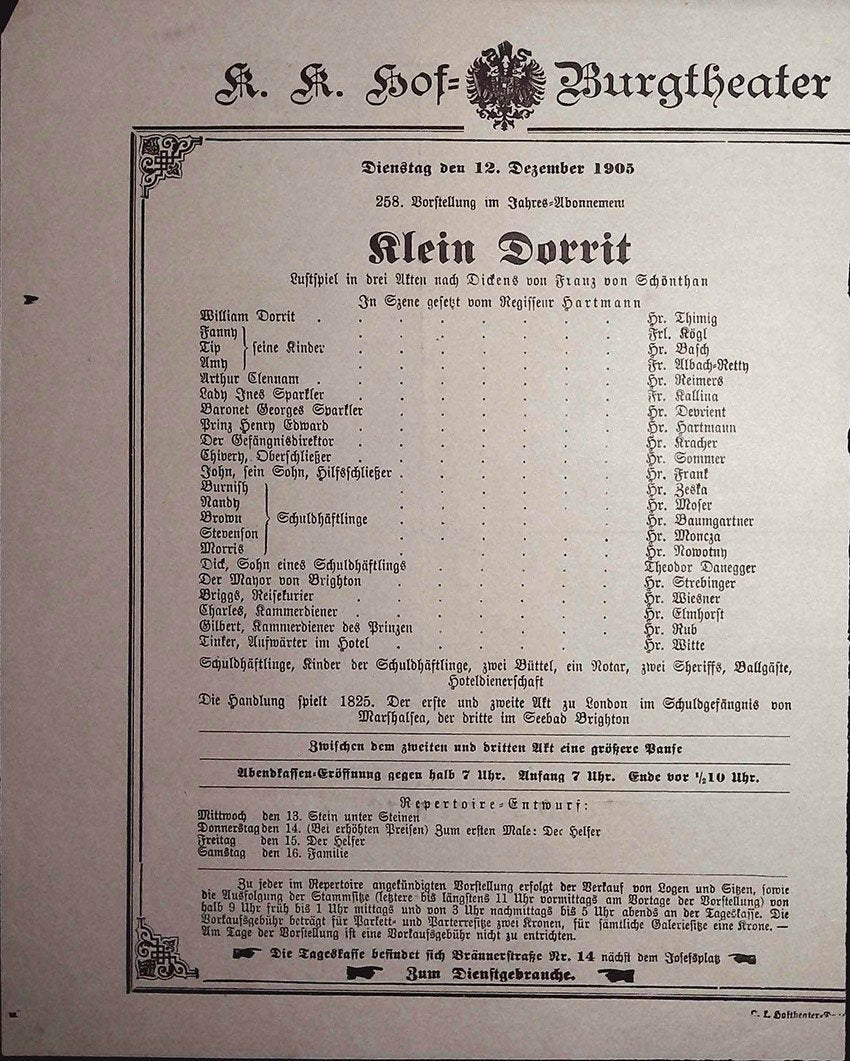 K. K. Hof-Burgtheater
Dienstag den 12. Dezember 1905
258. Vorstellung im Jahres-Abonnement
Klein Dorrit
Lustspiel in drei Akten nach Dickens von Franz von Schönthan
In Szene gesetzt vom Regisseur Hartmann
William Dorrit . . . . . . . . Hr. Thimig
Fanny . . . . . . . Frl. Kögl
Tip } seine Kinder . . . . . . . Hr. Basch
Amy . . . . . . . Fr. Albach-Retty
Arthur Clennam . . . . . . . . Hr. Reimers
Lady Ines Sparkler . . . . . . . Fr. Kallina
Baronet Georges Sparkler . . . . . . Hr. Devrient
Prinz Henry Edward . . . . . . . Hr. Hartmann
Der Gefängnisdirektor . . . . . . . Hr. Kracher
Chivery, Oberschließer . . . . . . . Hr. Sommer
John, sein Sohn, Hilfsschließer . . . . . . Hr. Frank
Burnish . . . . . . Hr. Zeska
Nandy . . . . . . Hr. Moser
Brown } Schuldhäftlinge . . . . . . Hr. Baumgartner
Stevenson . . . . . . Hr. Moncza
Morris . . . . . . Hr. Nowotny
Dick, Sohn eines Schuldhäftlings . . . . . Theodor Danegger
Der Mayor von Brighton . . . . . . Hr. Strebinger
Briggs, Reisekurier . . . . . . . Hr. Wiesner
Charles, Kammerdiener . . . . . . . Hr. Elmhorst
Gilbert, Kammerdiener des Prinzen . . . . . Hr. Rub
Tinker, Aufwärter im Hotel . . . . . . Hr. Witte
Schuldhäftlinge, Kinder der Schuldhäftlinge, zwei Büttel, ein Notar, zwei Sheriffs, Ballgäste,
Hoteldienerschaft
Die Handlung spielt 1825. Der erste und zweite Akt zu London im Schuldgefängnis von
Marshalsea, der dritte im Seebad Brighton
Zwischen dem zweiten und dritten Akt eine größere Pause
Abendkassen-Eröffnung gegen halb 7 Uhr. Anfang 7 Uhr. Ende vor 1/2 10 Uhr.
Repertoire-Entwurf:
Mittwoch den 13. Stein unter Steinen
Donnerstag den 14. (Bei erhöhten Preisen) Zum ersten Male: Der Helfer
Freitag den 15. Der Helfer
Samstag den 16. Familie
Zu jeder im Repertoire angekündigten Vorstellung erfolgt der Verkauf von Logen und Sitzen, sowie
die Ausfolgung der Stammsitze (letztere bis längstens 11 Uhr vormittags am Vortage der Vorstellung) von
halb 9 Uhr früh bis 1 Uhr mittags und von 3 Uhr nachmittags bis 5 Uhr abends an der Tageskasse. Die
Vorkaufsgebühr beträgt für Parkett- und Parterresitze zwei Kronen, für sämtliche Galeriesitze eine Krone. —
Am Tage der Vorstellung ist eine Vorkaufsgebühr nicht zu entrichten.
Die Tageskasse befindet sich Bräunerstraße Nr. 14 nächst dem Josefsplatz
Zum Dienstgebrauche.
Hoftheater-